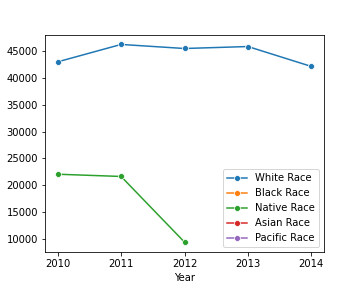 45000
40000
35000
30000
25000
20000
15000
10000
White Race
Black Race
Native Race
Asian Race
Pacific Race
2010 2011 2012 2013 2014
Year